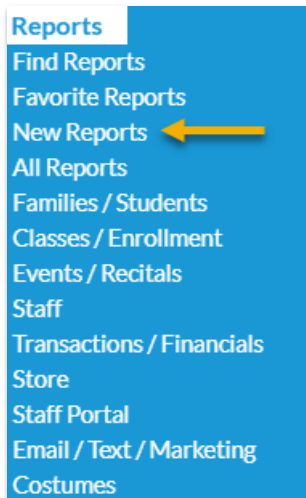 Reports
Find Reports
Favorite Reports
New Reports
All Reports
Families / Students
Classes / Enrollment
Events / Recitals
Staff
Transactions / Financials
Store
Staff Portal
Email / Text / Marketing
Costumes